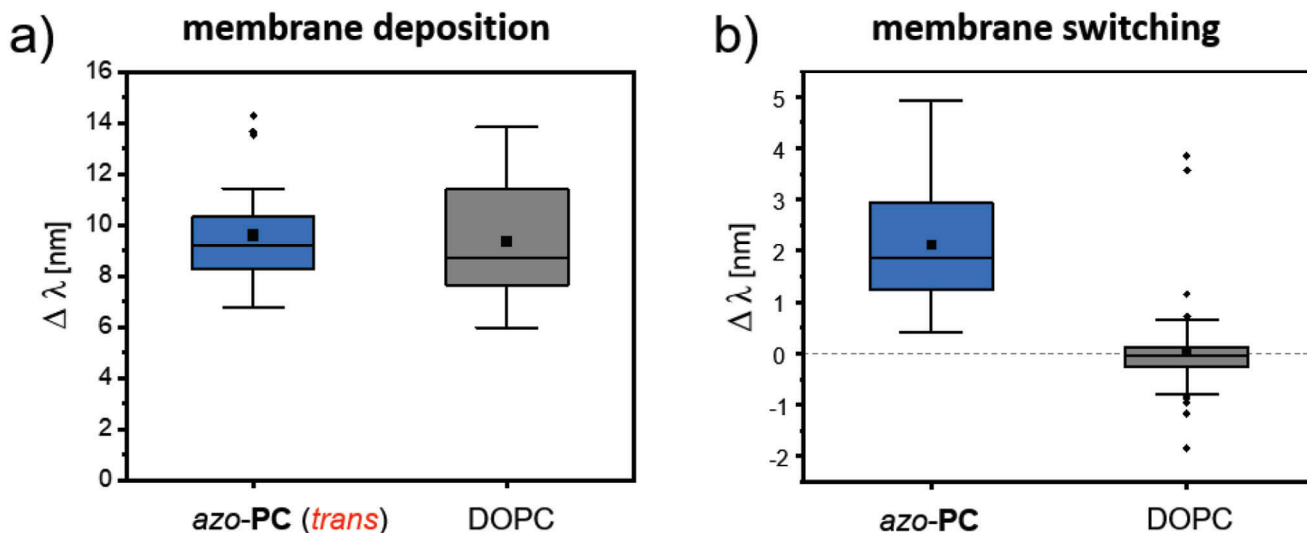 a)
membrane deposition
16
14
12
10
8
6
4
2
0
Δ λ [nm]
azo-PC (trans)
DOPC
b)
membrane switching
5
4
3
2
1
0
-1
-2
Δ λ [nm]
azo-PC
DOPC